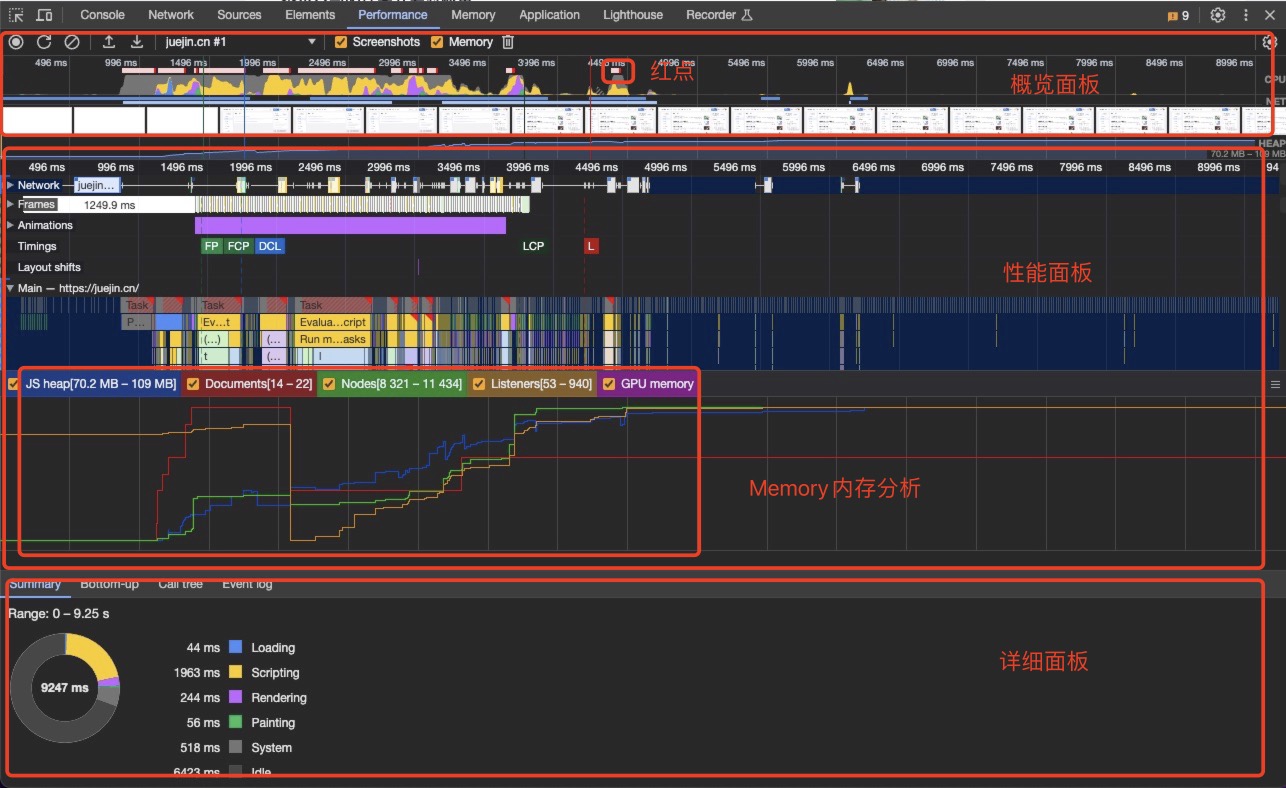 Console Network Sources Elements Performance Memory Application Lighthouse Recorder 9
juejin.cn #1 Screenshots Memory
496 ms 996 ms 1496 ms 1996 ms 2496 ms 2996 ms 3496 ms 3996 ms 4496 ms 4996 ms 5496 ms 5996 ms 6496 ms 6996 ms 7496 ms 7996 ms 8496 ms 8996 ms
红点
CPU
概览面板
NET
HEAP
70.2 MB – 109 MB
496 ms 996 ms 1496 ms 1996 ms 2496 ms 2996 ms 3496 ms 3996 ms 4496 ms 4996 ms 5496 ms 5996 ms 6496 ms 6996 ms 7496 ms 7996 ms 8496 ms 8996 ms 94
Network juejin...
Frames 1249.9 ms
Animations
Timings FP FCP DCL LCP L
Layout shifts
性能面板
Main — https://juejin.cn/
Task Task Task
P... Ev...t Evalua...cript
(...) (... Run m...asks
t (... l
JS heap[70.2 MB – 109 MB] Documents[14 – 22] Nodes[8 321 – 11 434] Listeners[53 – 940] GPU memory
Memory 内存分析
Summary Bottom-up Call tree Event log
Range: 0 – 9.25 s
44 ms Loading
详细面板
1963 ms Scripting
9247 ms
244 ms Rendering
56 ms Painting
518 ms System
6423 ms Idle